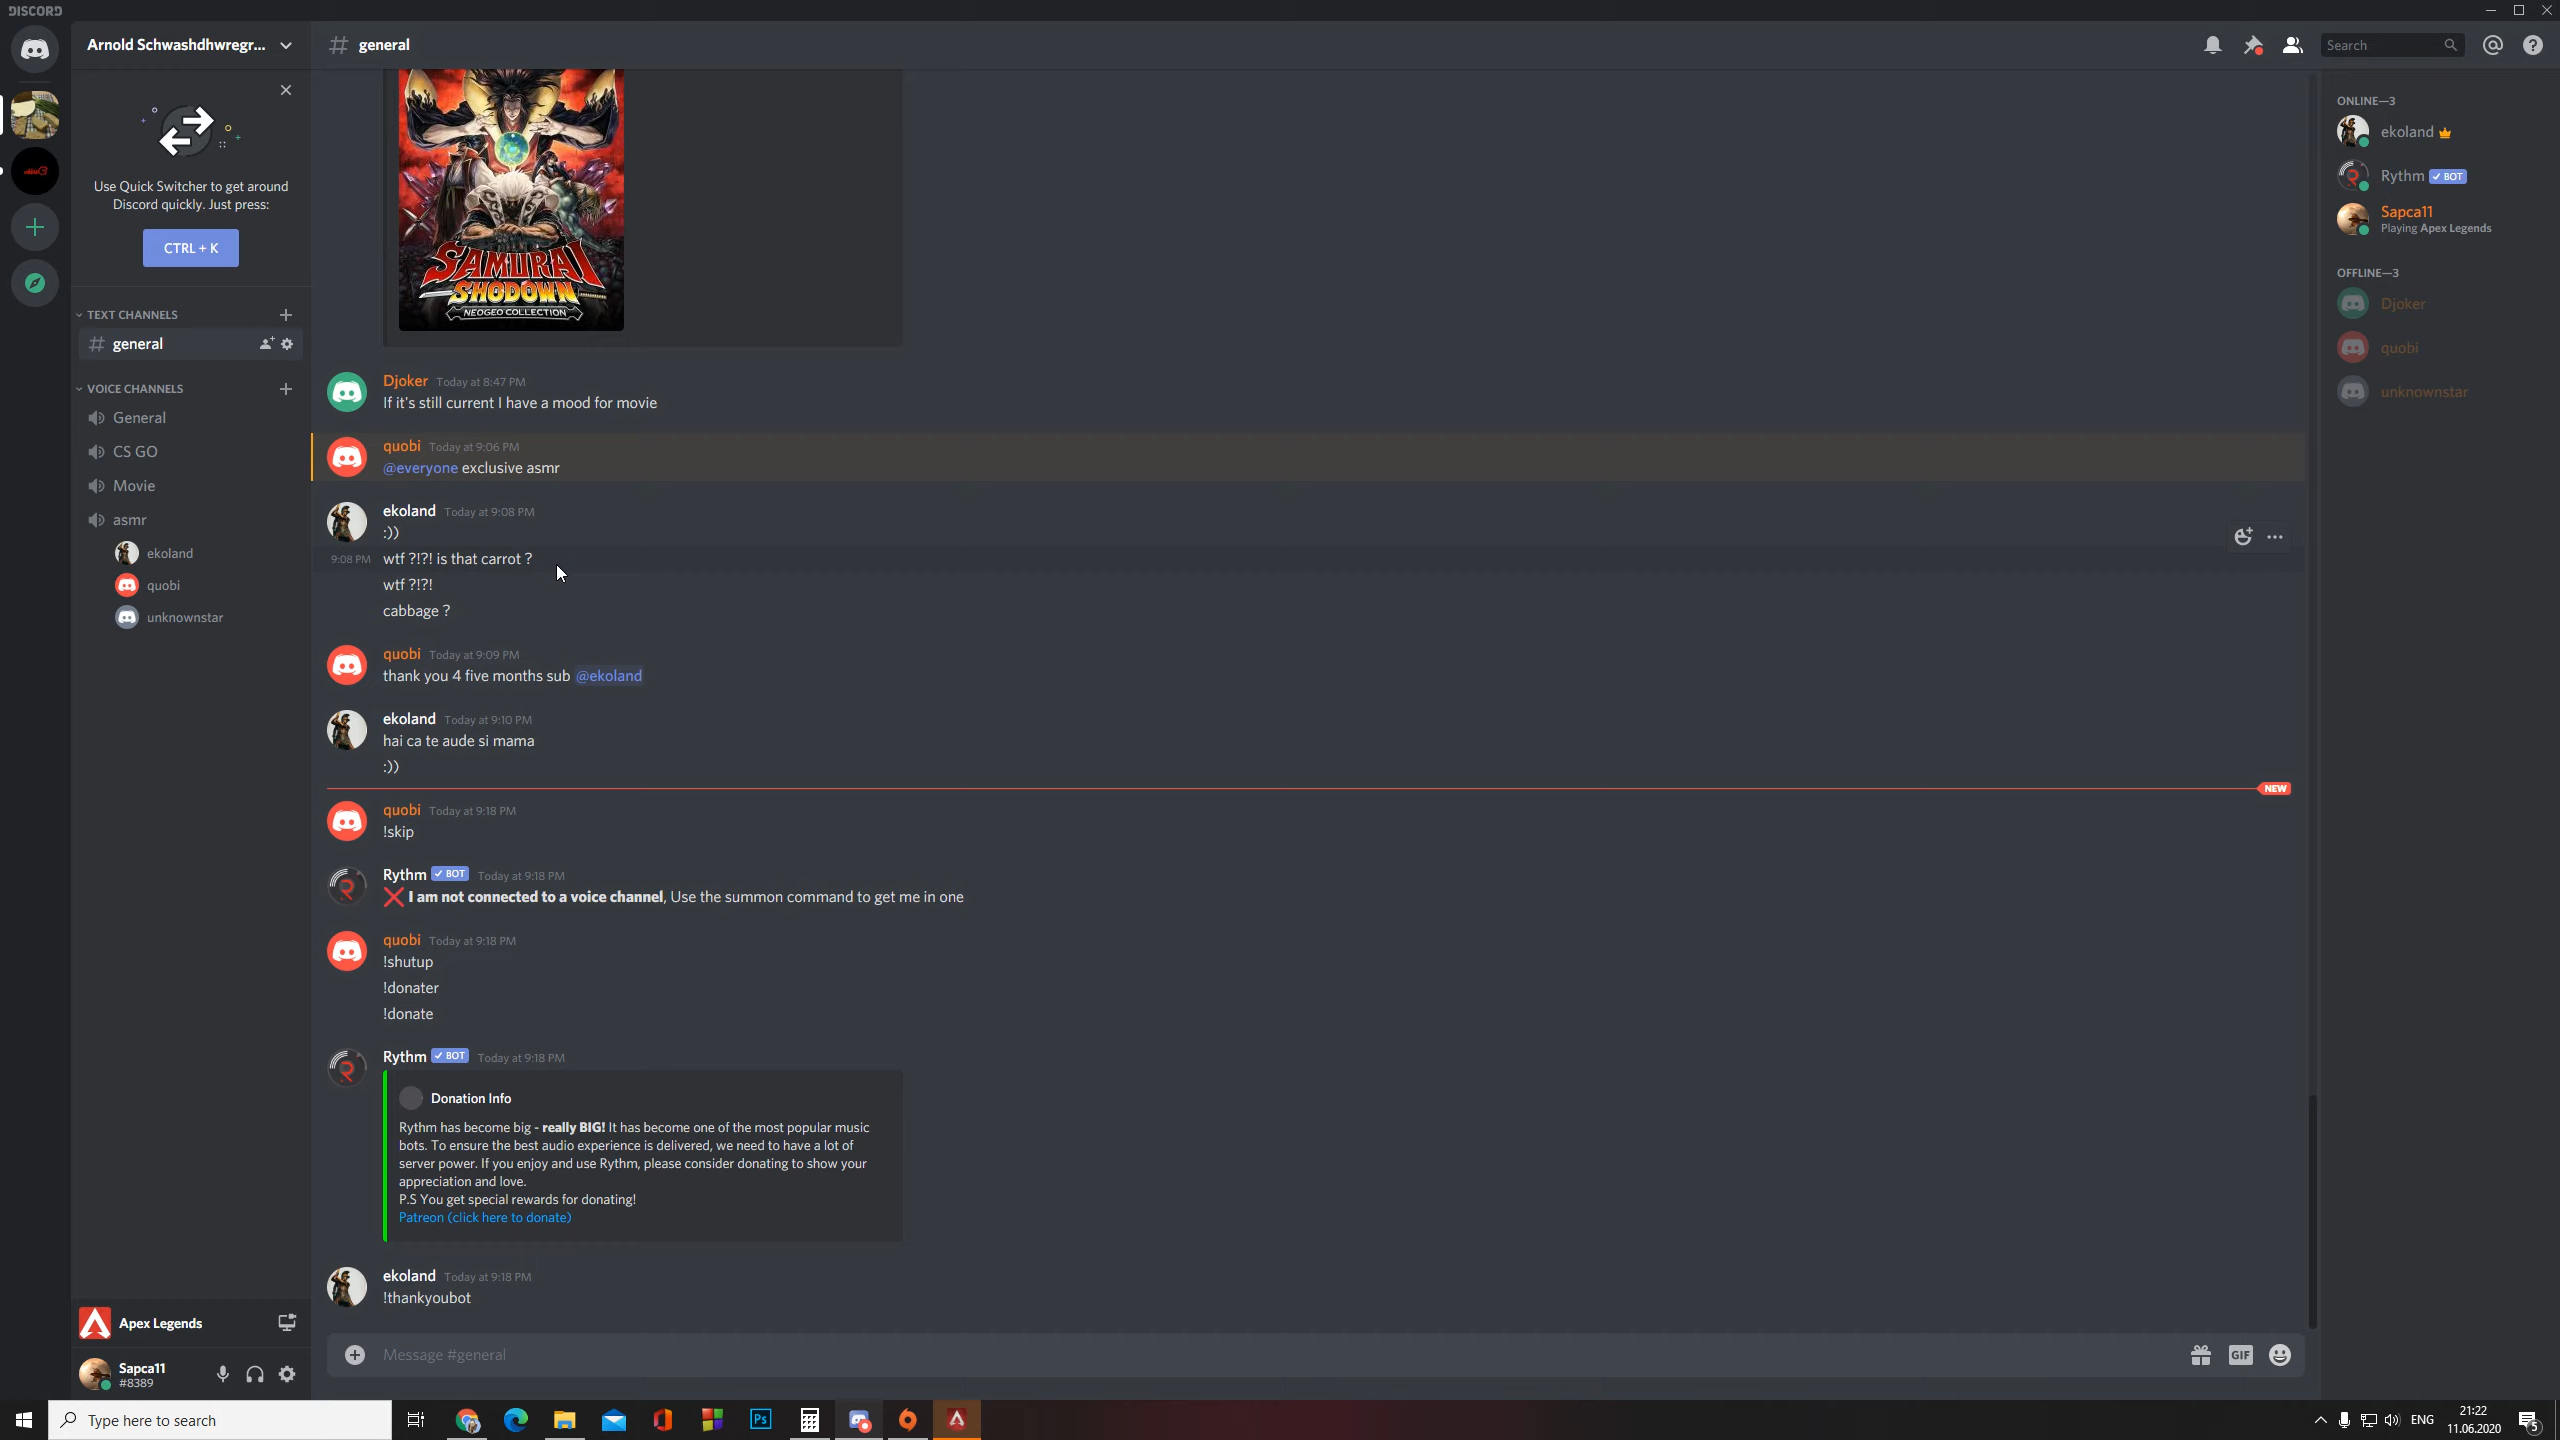 DISCORD
Arnold Schwashdhwregr...
general
Search
Use Quick Switcher to get around
Discord quickly. Just press:
CTRL + K
TEXT CHANNELS
general
VOICE CHANNELS
General
CS GO
Movie
asmr
ekoland
quobi
unknownstar
Apex Legends
Sapca11
#8389
SAMURAI
SHODOWN
NEOGEO COLLECTION
Djoker Today at 8:47 PM
If it's still current I have a mood for movie
quobi Today at 9:06 PM
@everyone exclusive asmr
ekoland Today at 9:08 PM
:))
9:08 PM wtf ?!?! is that carrot ?
wtf ?!?!
cabbage ?
quobi Today at 9:09 PM
thank you 4 five months sub @ekoland
ekoland Today at 9:10 PM
hai ca te aude si mama
:))
NEW
quobi Today at 9:18 PM
!skip
Rythm BOT Today at 9:18 PM
I am not connected to a voice channel, Use the summon command to get me in one
quobi Today at 9:18 PM
!shutup
!donater
!donate
Rythm BOT Today at 9:18 PM
Donation Info
Rythm has become big - really BIG! It has become one of the most popular music
bots. To ensure the best audio experience is delivered, we need to have a lot of
server power. If you enjoy and use Rythm, please consider donating to show your
appreciation and love.
P.S You get special rewards for donating!
Patreon (click here to donate)
ekoland Today at 9:18 PM
!thankyoubot
Message #general
GIF
ONLINE—3
ekoland
Rythm BOT
Sapca11
Playing Apex Legends
OFFLINE—3
Djoker
quobi
unknownstar
Type here to search
Ps
ENG
21:22
11.06.2020
5